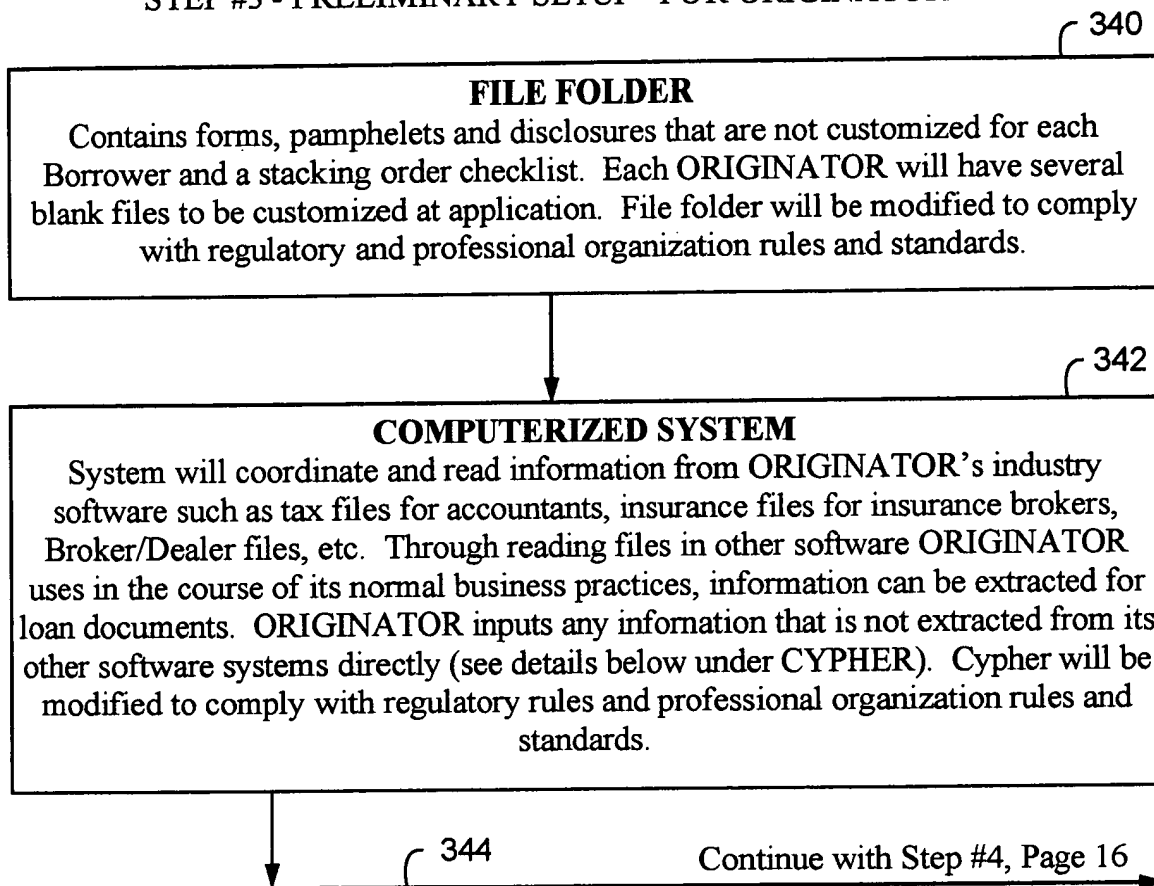 STEP #3 - PRELIMINARY SETUP - FOR ORIGINATOR
340
FILE FOLDER
Contains forms, pamphelets and disclosures that are not customized for each
Borrower and a stacking order checklist. Each ORIGINATOR will have several
blank files to be customized at application. File folder will be modified to comply
with regulatory and professional organization rules and standards.
342
COMPUTERIZED SYSTEM
System will coordinate and read information from ORIGINATOR's industry
software such as tax files for accountants, insurance files for insurance brokers,
Broker/Dealer files, etc. Through reading files in other software ORIGINATOR
uses in the course of its normal business practices, information can be extracted for
loan documents. ORIGINATOR inputs any infomation that is not extracted from its
other software systems directly (see details below under CYPHER). Cypher will be
modified to comply with regulatory rules and professional organization rules and
standards.
344
Continue with Step #4, Page 16